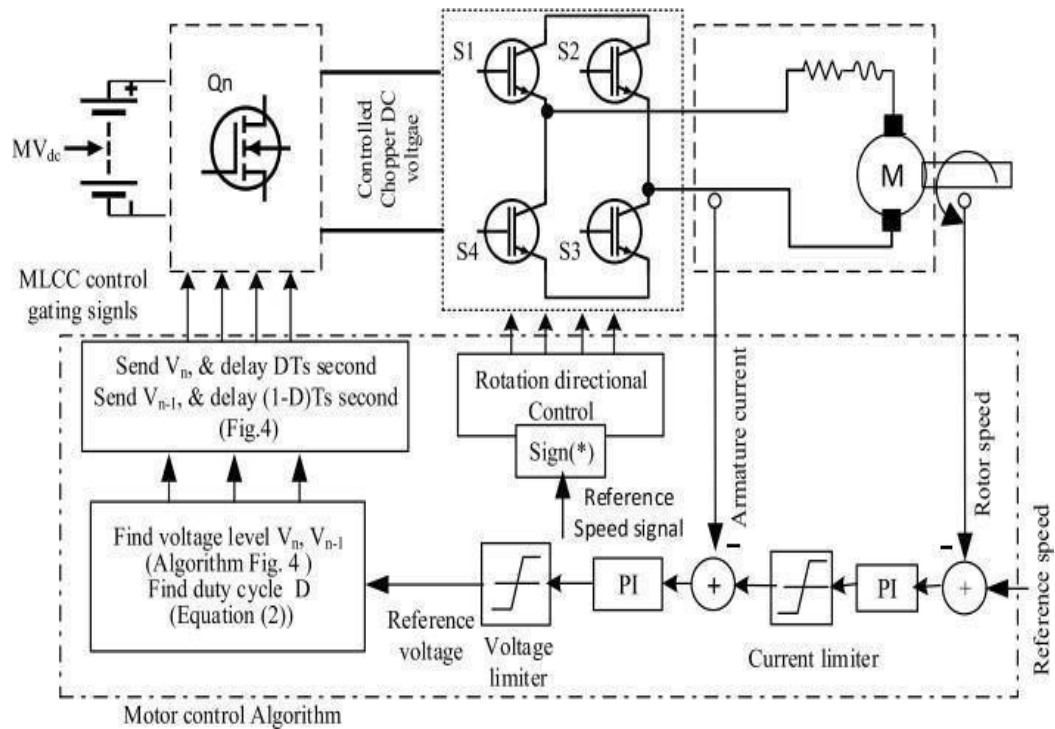 Qn
S1
S2
MVdc
Controlled
Chopper DC
voltgae
M
S4
S3
MLCC control
gating signls
Send Vn, & delay DTs second
Send Vn-1, & delay (1-D)Ts second
(Fig.4)
Rotation directional
Control
Sign(*)
Armature current
Rotor speed
Reference
Speed signal
Find voltage level Vn, Vn-1
(Algorithm Fig. 4 )
Find duty cycle D
(Equation (2))
Reference
voltage
Voltage
limiter
PI
+
-
Current limiter
PI
+
-
Reference speed
Motor control Algorithm
+